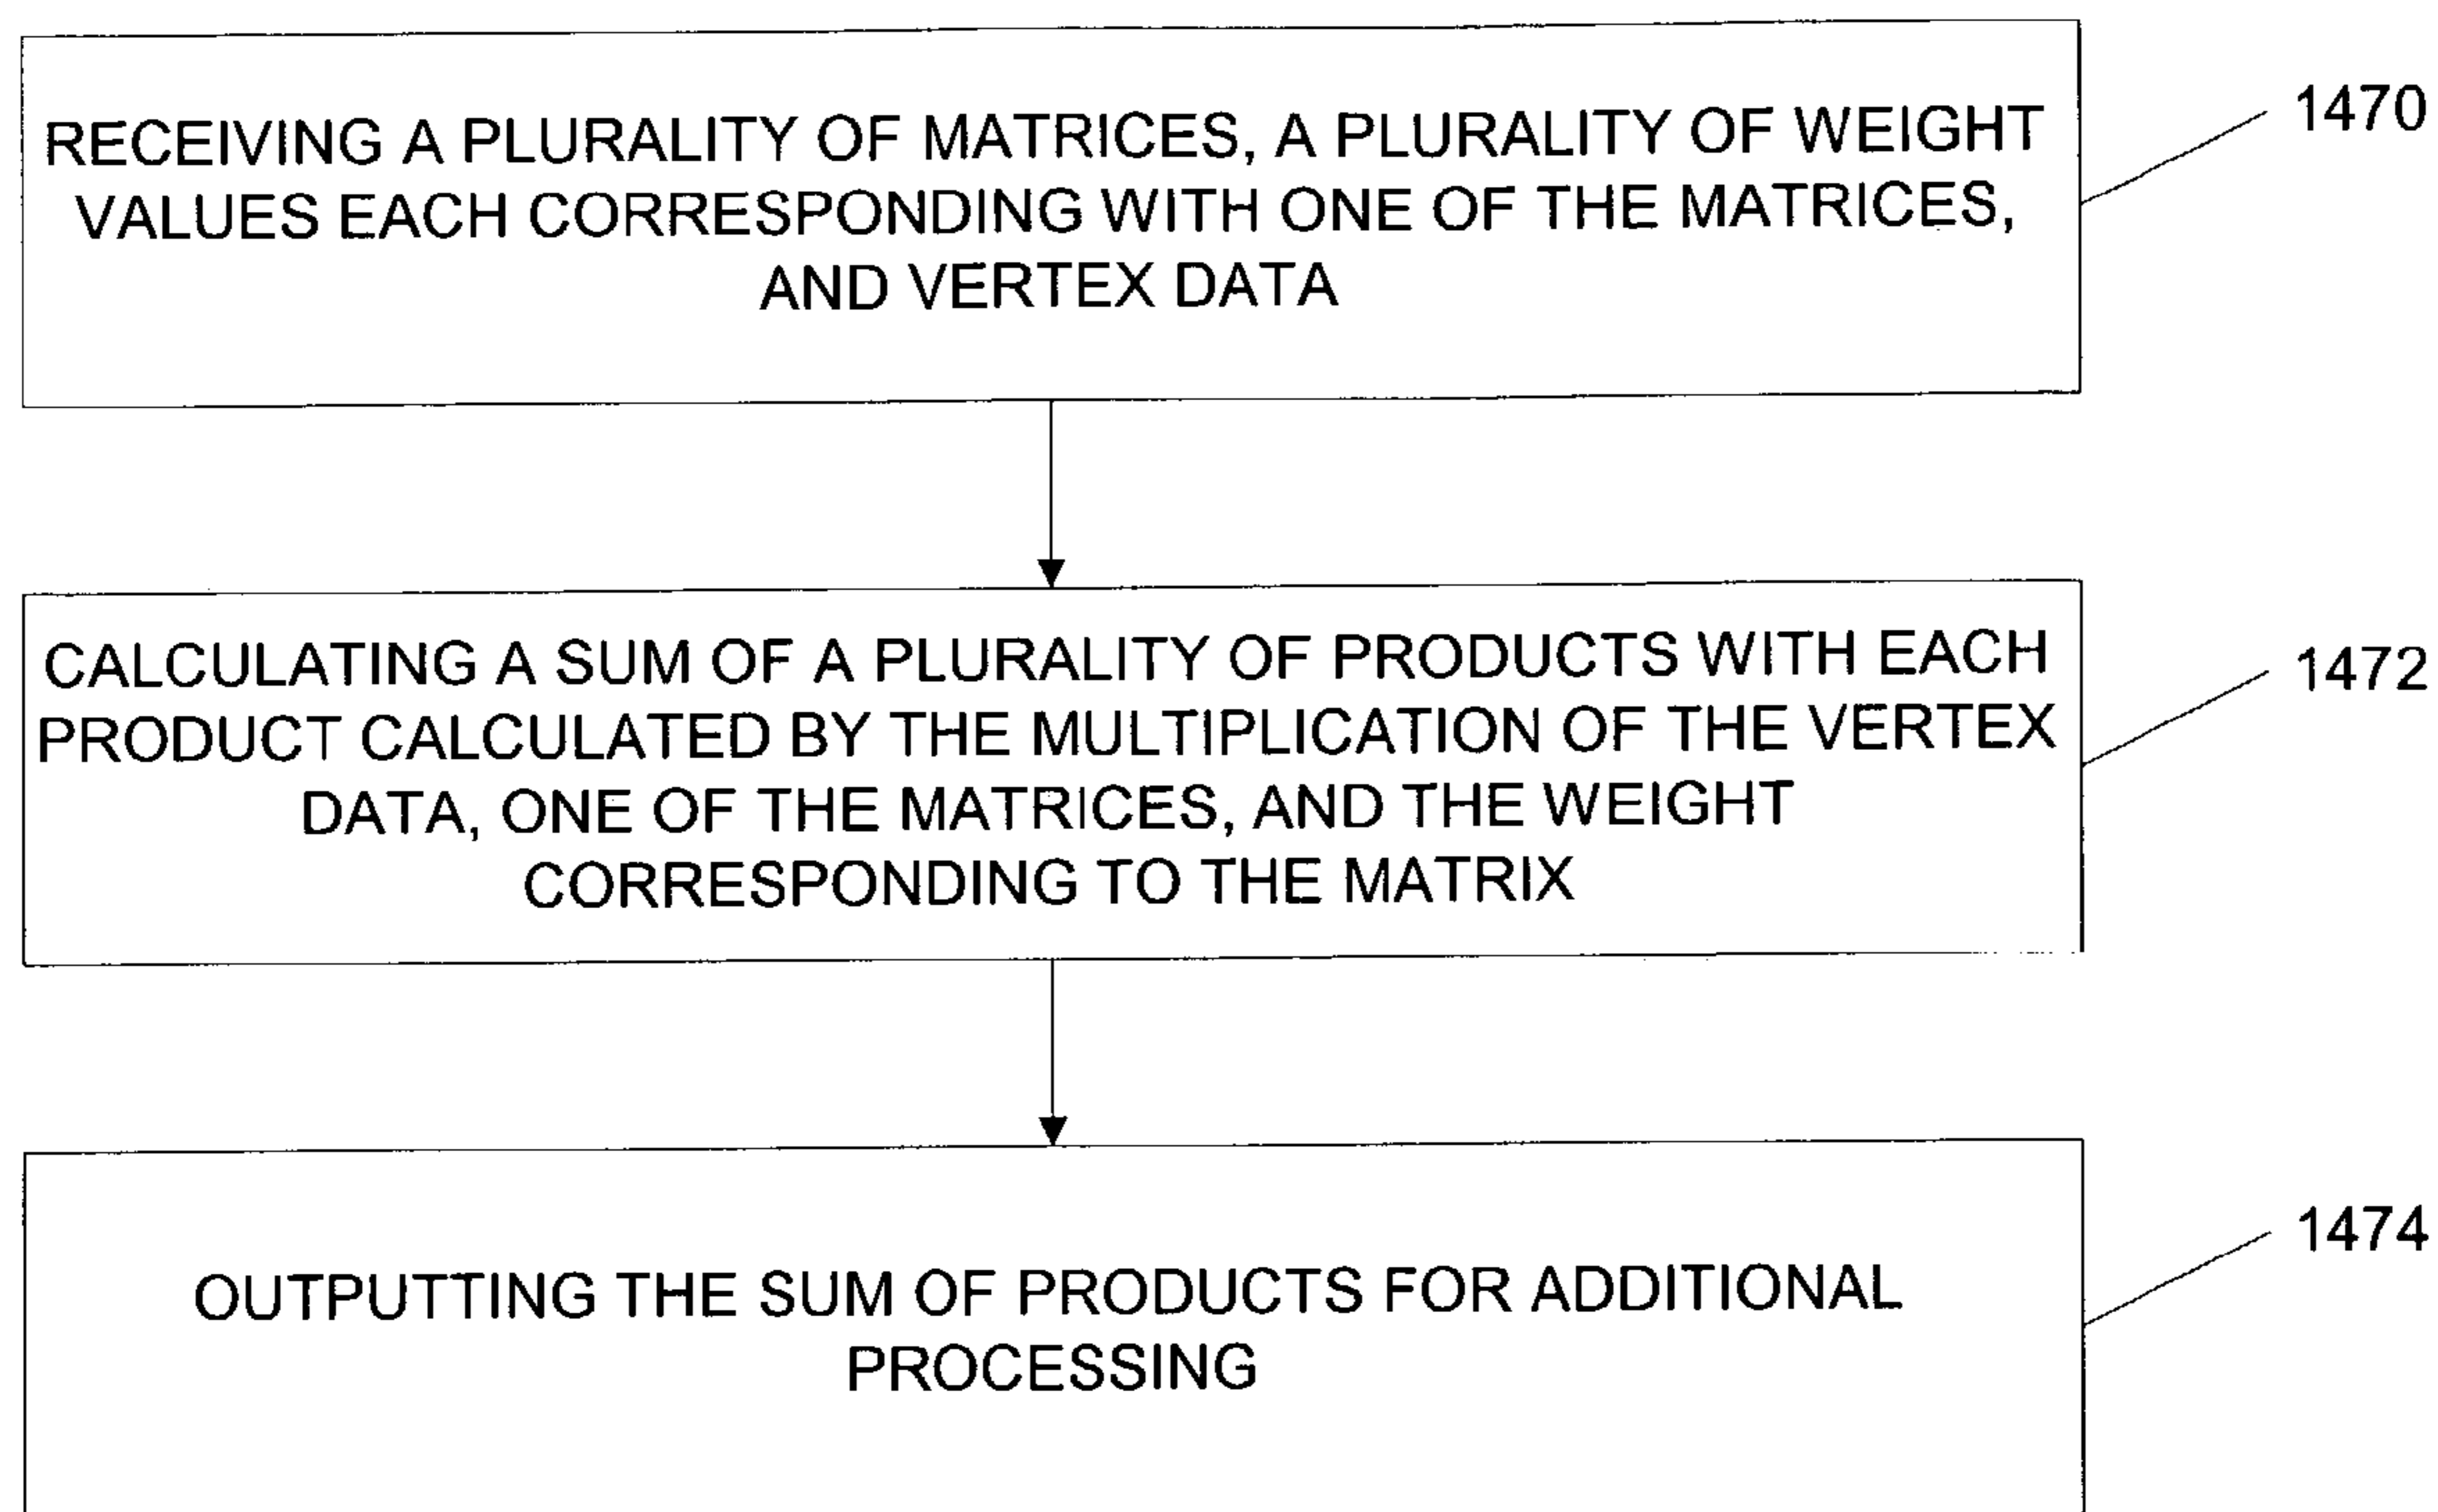 RECEIVING A PLURALITY OF MATRICES, A PLURALITY OF WEIGHT
VALUES EACH CORRESPONDING WITH ONE OF THE MATRICES,
AND VERTEX DATA
1470
CALCULATING A SUM OF A PLURALITY OF PRODUCTS WITH EACH
PRODUCT CALCULATED BY THE MULTIPLICATION OF THE VERTEX
DATA, ONE OF THE MATRICES, AND THE WEIGHT
CORRESPONDING TO THE MATRIX
1472
OUTPUTTING THE SUM OF PRODUCTS FOR ADDITIONAL
PROCESSING
1474